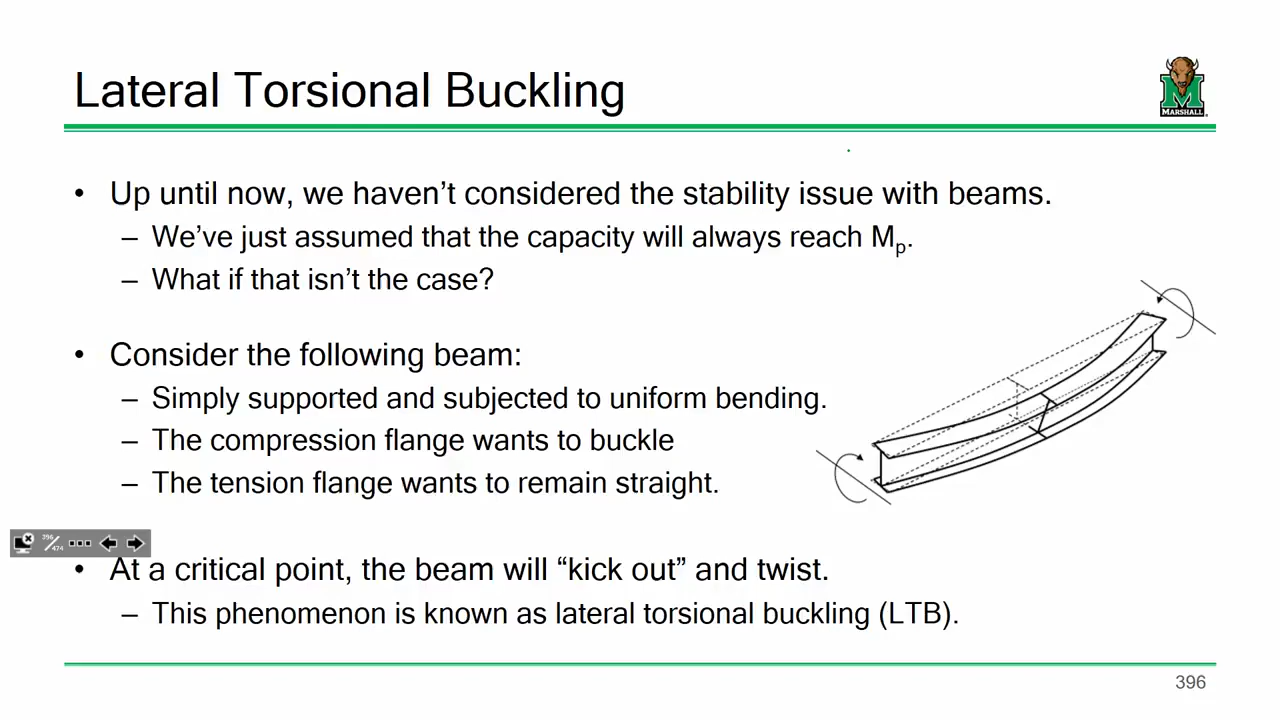 Lateral Torsional Buckling
MARSHALL
• Up until now, we haven’t considered the stability issue with beams.
– We’ve just assumed that the capacity will always reach Mp.
– What if that isn’t the case?
• Consider the following beam:
– Simply supported and subjected to uniform bending.
– The compression flange wants to buckle
– The tension flange wants to remain straight.
396/474
• At a critical point, the beam will “kick out” and twist.
– This phenomenon is known as lateral torsional buckling (LTB).
396